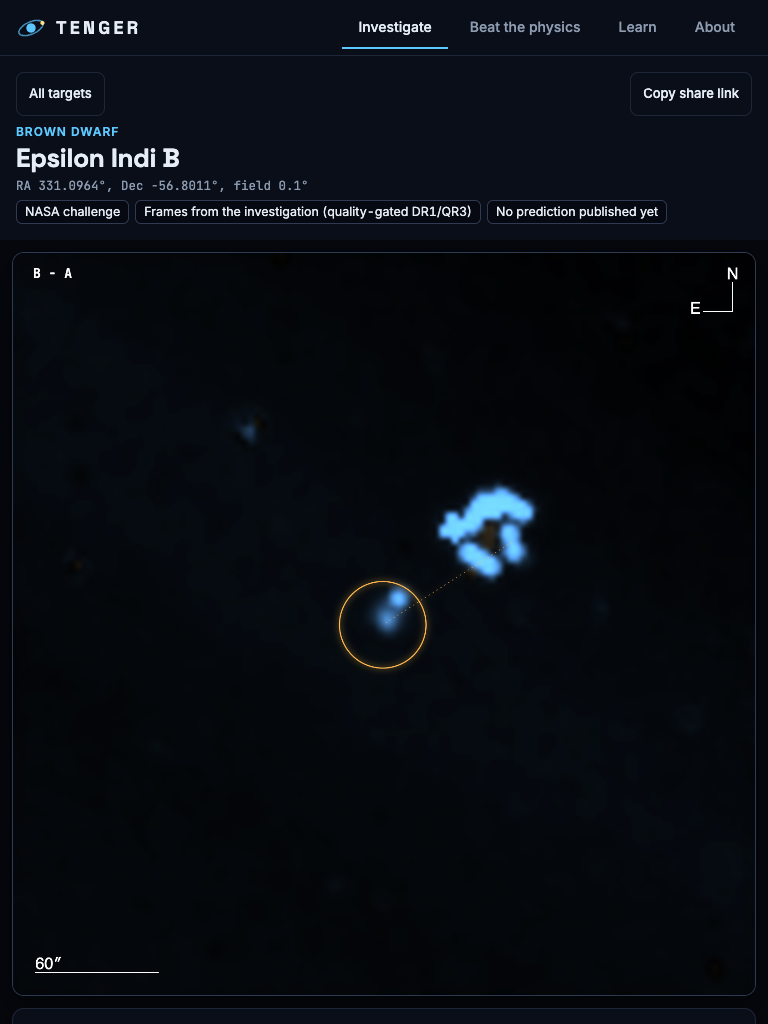 TENGER
Investigate
Beat the physics
Learn
About
All targets
Copy share link
BROWN DWARF
Epsilon Indi B
RA 331.0964°, Dec -56.8011°, field 0.1°
NASA challenge
Frames from the investigation (quality-gated DR1/QR3)
No prediction published yet
B - A
N
E
60″